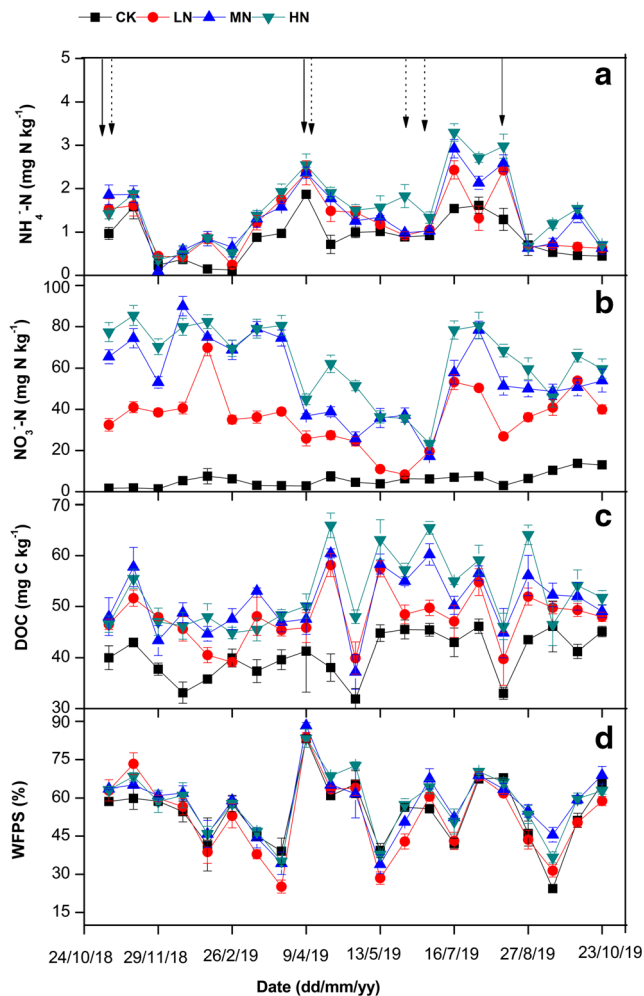 CK LN MN HN
a
NH₄⁻-N (mg N kg⁻¹)
5
4
3
2
1
0
b
NO₃⁻-N (mg N kg⁻¹)
100
80
60
40
20
0
c
DOC (mg C kg⁻¹)
70
60
50
40
30
d
WFPS (%)
90
75
60
45
30
15
24/10/18 29/11/18 26/2/19 9/4/19 13/5/19 16/7/19 27/8/19 23/10/19
Date (dd/mm/yy)